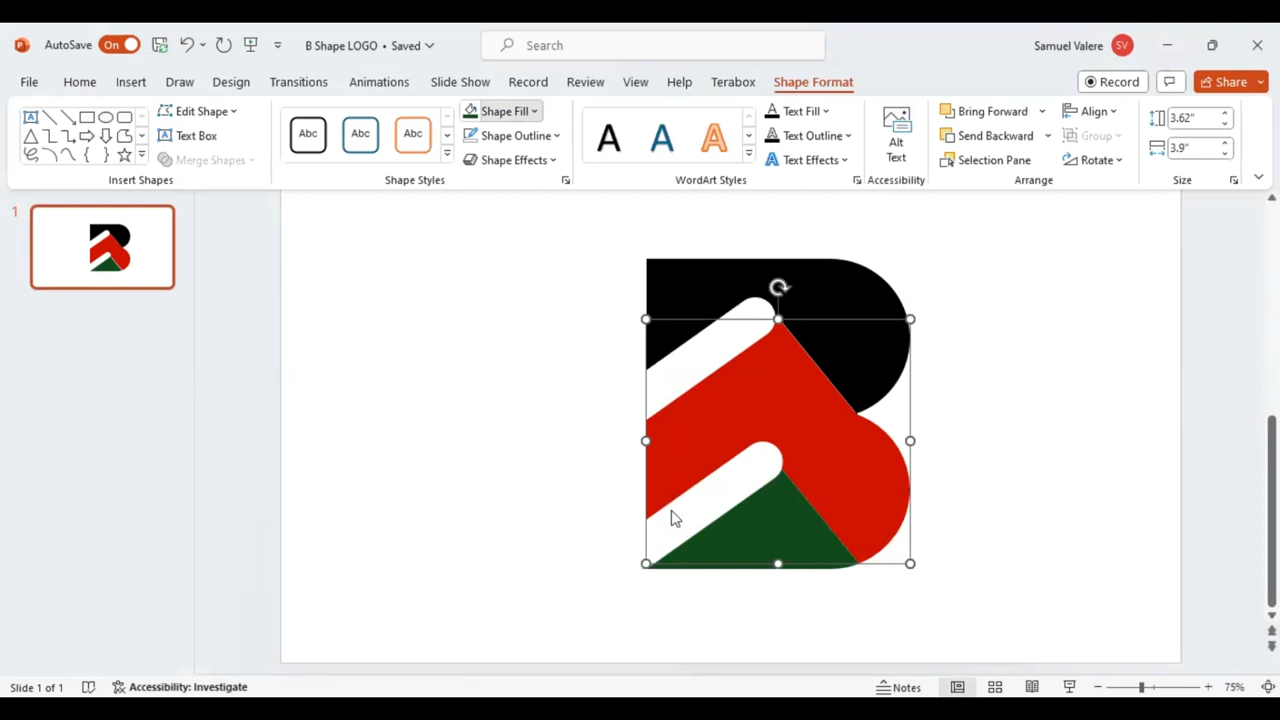 AutoSave On B Shape LOGO • Saved Search Samuel Valere SV
File Home Insert Draw Design Transitions Animations Slide Show Record Review View Help Terabox Shape Format Record Share
Edit Shape Abc Abc Abc Shape Fill A A A Text Fill Bring Forward Align 3.62"
Text Box Shape Outline Text Outline Alt Text Send Backward Group
Merge Shapes Shape Effects Text Effects Selection Pane Rotate 3.9"
Insert Shapes Shape Styles WordArt Styles Accessibility Arrange Size
1
B
Slide 1 of 1 Accessibility: Investigate Notes 75%